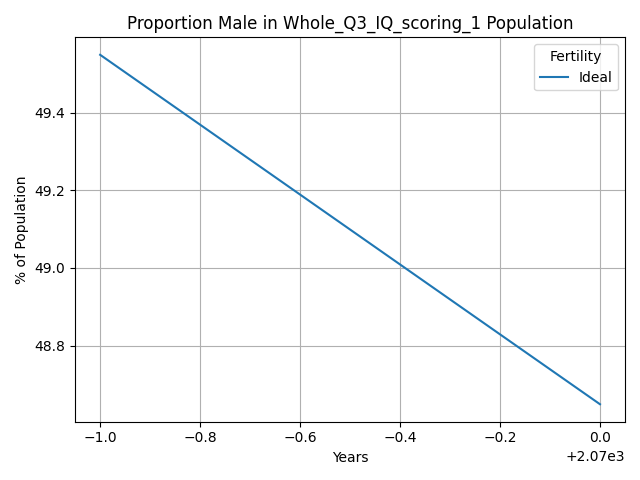 Proportion Male in Whole_Q3_IQ_scoring_1 Population
Fertility
Ideal
49.4
49.2
49.0
48.8
% of Population
−1.0
−0.8
−0.6
−0.4
−0.2
0.0
Years
+2.07e3